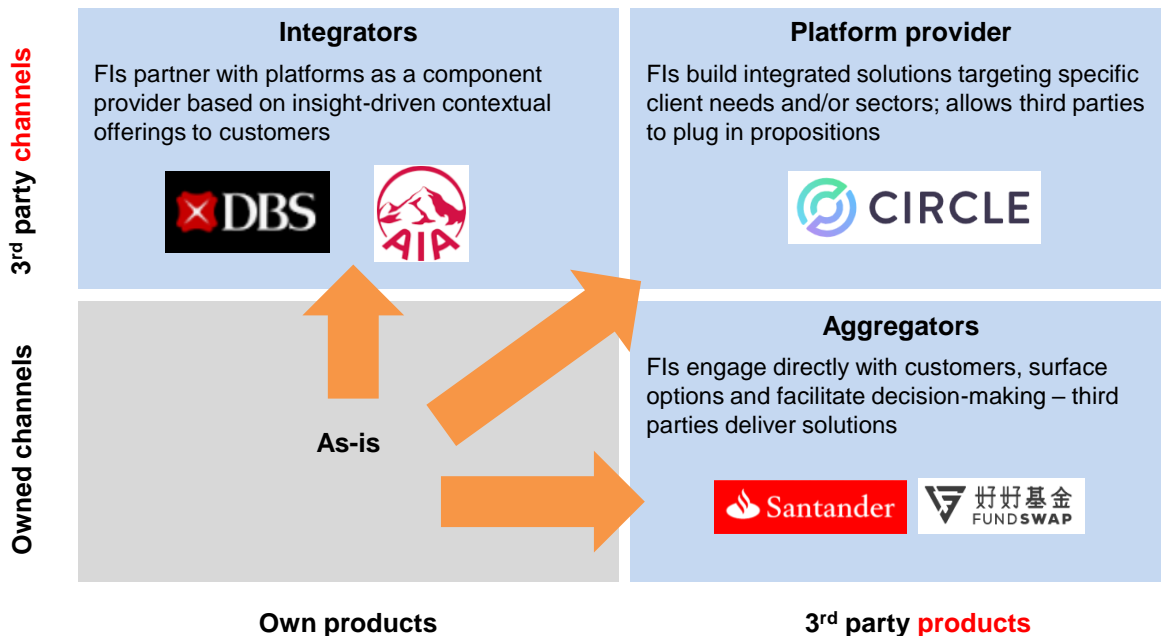 3rd party channels
Owned channels
Integrators
FIs partner with platforms as a component
provider based on insight-driven contextual
offerings to customers
DBS
AIA
Platform provider
FIs build integrated solutions targeting specific
client needs and/or sectors; allows third parties
to plug in propositions
CIRCLE
As-is
Aggregators
FIs engage directly with customers, surface
options and facilitate decision-making – third
parties deliver solutions
Santander
好好基金
FUNDSWAP
Own products
3rd party products